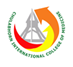 CHULABHORN INTERNATIONAL COLLEGE OF MEDICINE